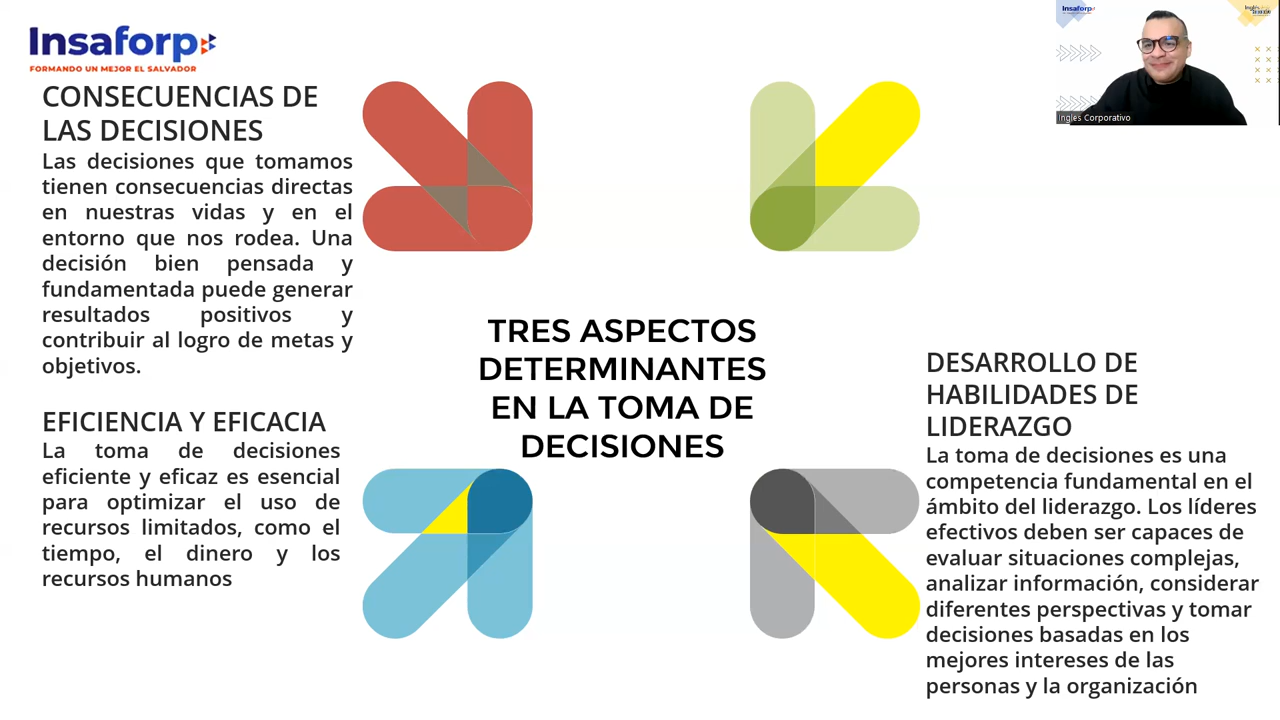 Insaforp
FORMANDO UN MEJOR EL SALVADOR
CONSECUENCIAS DE
LAS DECISIONES
Las decisiones que tomamos
tienen consecuencias directas
en nuestras vidas y en el
entorno que nos rodea. Una
decisión bien pensada y
fundamentada puede generar
resultados positivos y
contribuir al logro de metas y
objetivos.
EFICIENCIA Y EFICACIA
La toma de decisiones
eficiente y eficaz es esencial
para optimizar el uso de
recursos limitados, como el
tiempo, el dinero y los
recursos humanos
TRES ASPECTOS
DETERMINANTES
EN LA TOMA DE
DECISIONES
Insaforp
Ingles Corporativo
DESARROLLO DE
HABILIDADES DE
LIDERAZGO
La toma de decisiones es una
competencia fundamental en el
ámbito del liderazgo. Los líderes
efectivos deben ser capaces de
evaluar situaciones complejas,
analizar información, considerar
diferentes perspectivas y tomar
decisiones basadas en los
mejores intereses de las
personas y la organización